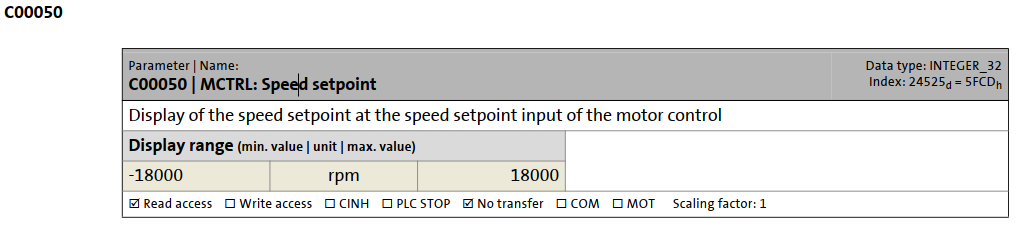 C00050
Parameter | Name:
C00050 | MCTRL: Speed setpoint
Data type: INTEGER_32
Index: 24525d = 5FCDh
Display of the speed setpoint at the speed setpoint input of the motor control
Display range (min. value | unit | max. value)
-18000 rpm 18000
☑ Read access ☐ Write access ☐ CINH ☐ PLC STOP ☑ No transfer ☐ COM ☐ MOT Scaling factor: 1